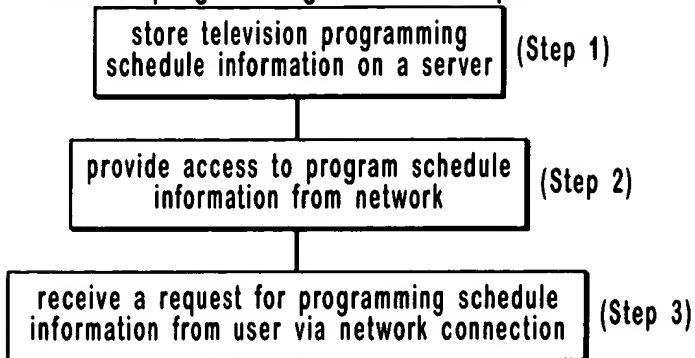 store television programming
schedule information on a server
(Step 1)
provide access to program schedule
information from network
(Step 2)
receive a request for programming schedule
information from user via network connection
(Step 3)